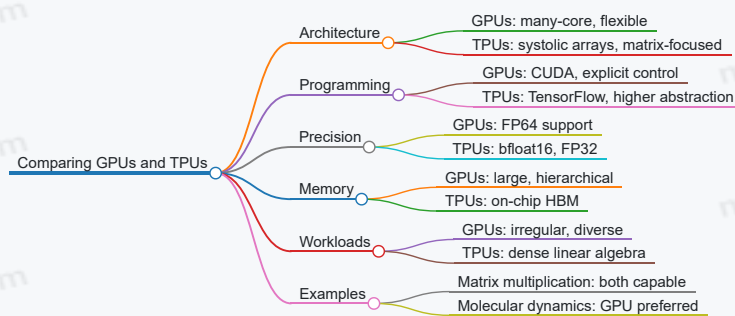 Comparing GPUs and TPUs
Architecture
GPUs: many-core, flexible
TPUs: systolic arrays, matrix-focused
Programming
GPUs: CUDA, explicit control
TPUs: TensorFlow, higher abstraction
Precision
GPUs: FP64 support
TPUs: bfloat16, FP32
Memory
GPUs: large, hierarchical
TPUs: on-chip HBM
Workloads
GPUs: irregular, diverse
TPUs: dense linear algebra
Examples
Matrix multiplication: both capable
Molecular dynamics: GPU preferred